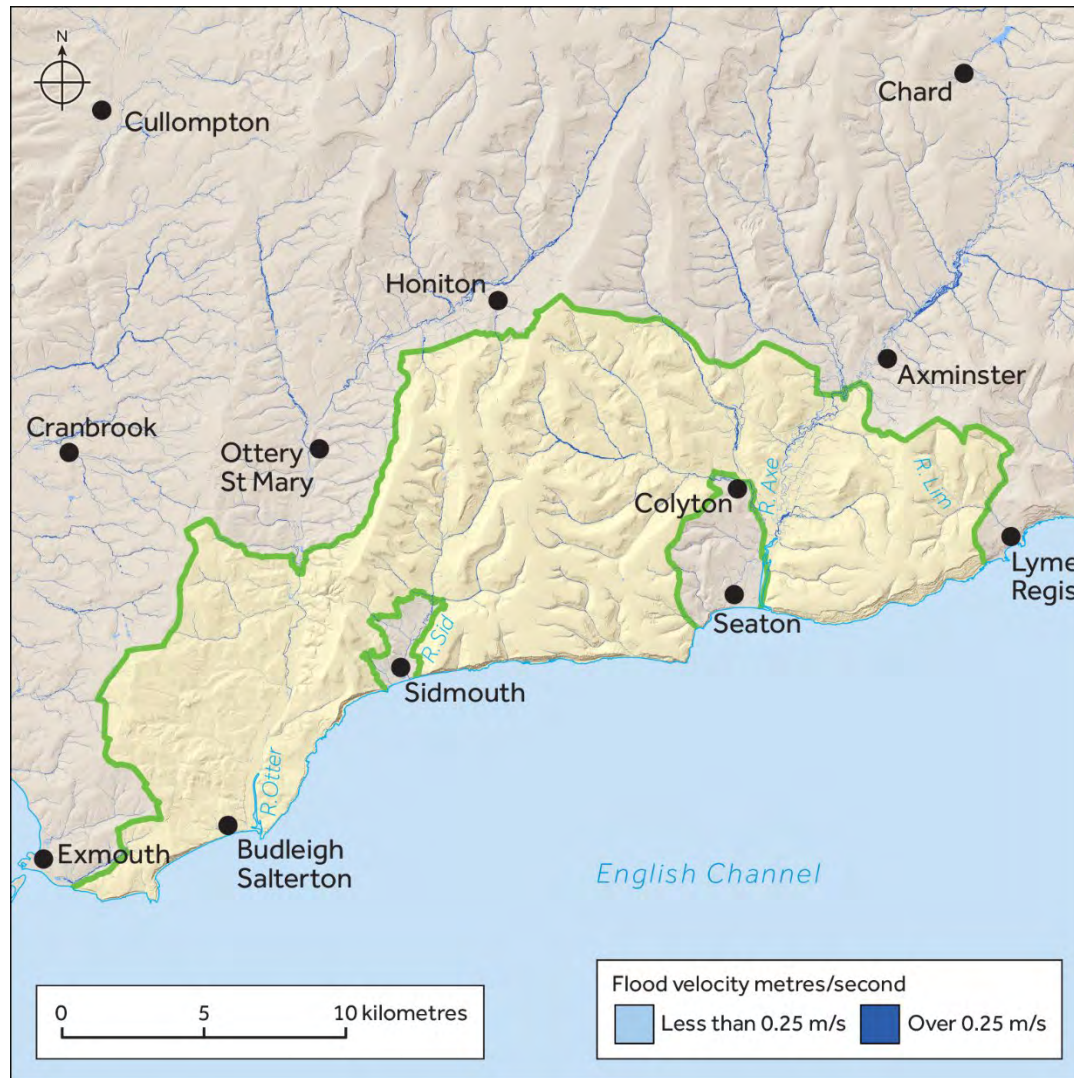 N
Cullompton
Chard
Honiton
Axminster
Cranbrook
Ottery
St Mary
R. Axe
R. Lim
Colyton
Lyme
Regis
Seaton
R. Sid
Sidmouth
R. Otter
Exmouth
Budleigh
Salterton
English Channel
0 5 10 kilometres
Flood velocity metres/second
Less than 0.25 m/s Over 0.25 m/s